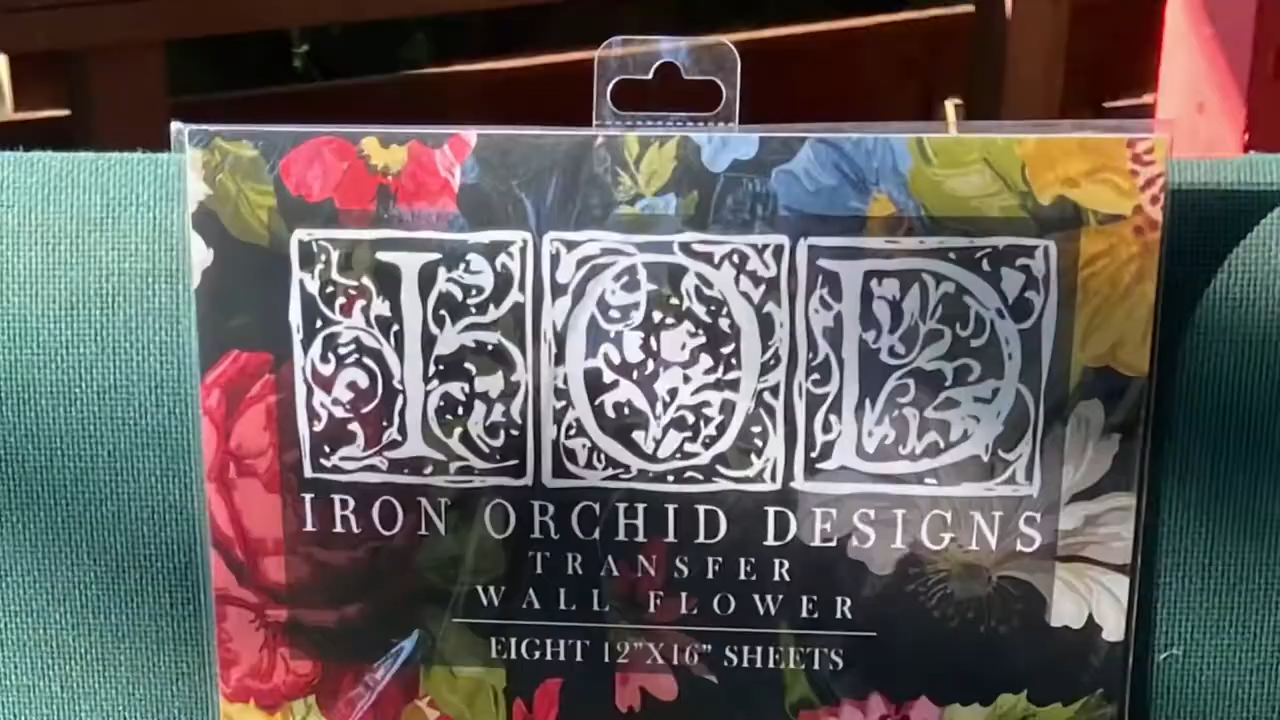 IOD
IRON ORCHID DESIGNS
TRANSFER
WALL FLOWER
EIGHT 12"X16" SHEETS